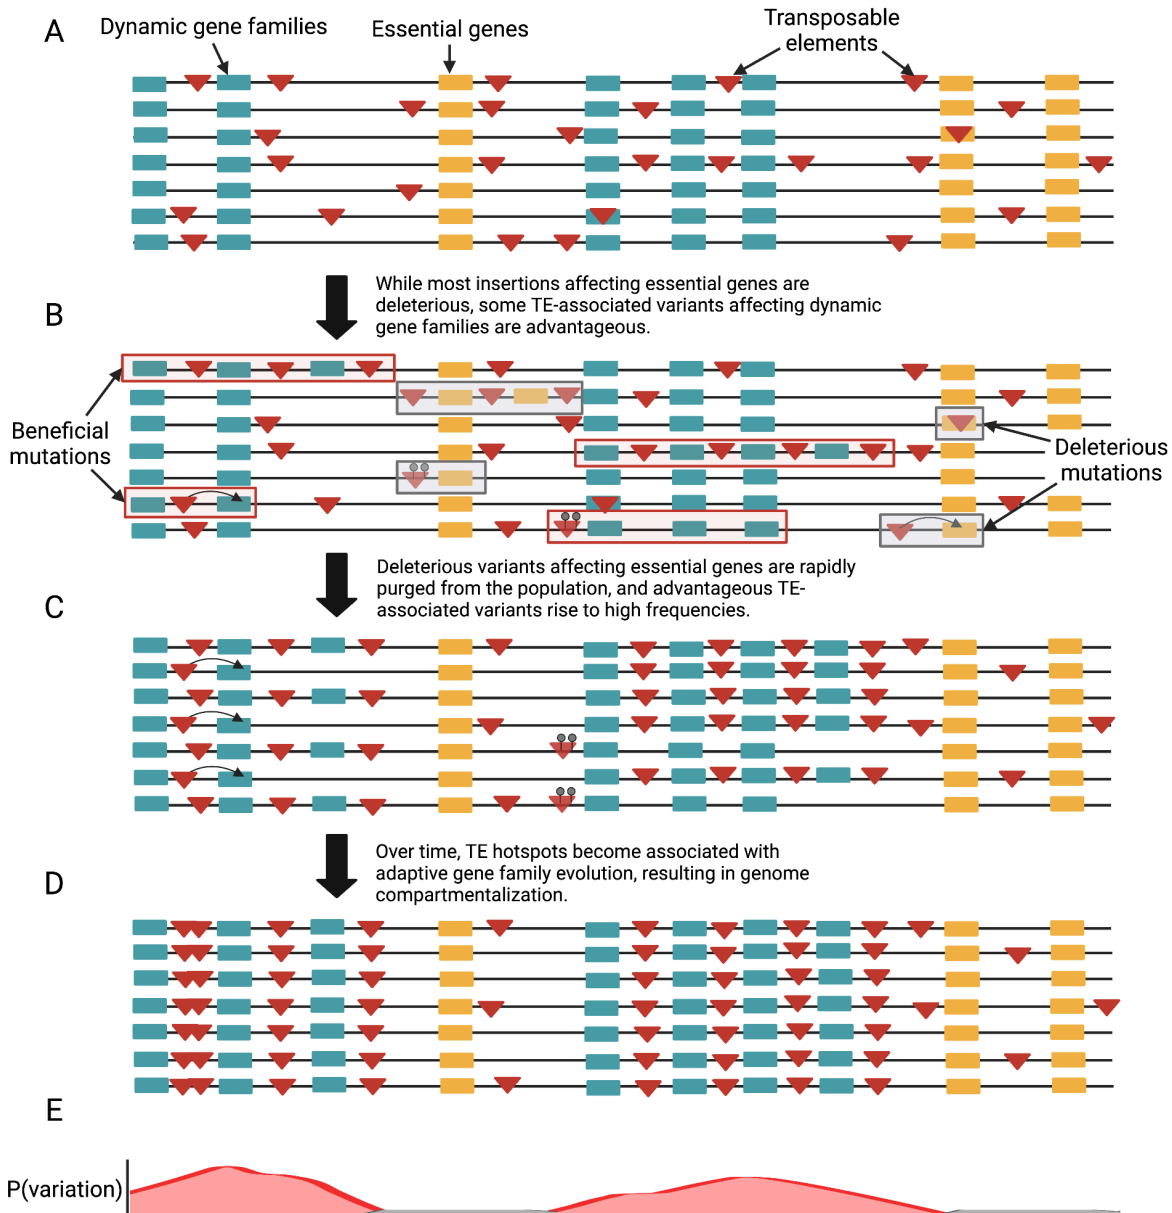 A
Dynamic gene families
Essential genes
Transposable
elements
While most insertions affecting essential genes are
deleterious, some TE-associated variants affecting dynamic
gene families are advantageous.
B
Beneficial
mutations
Deleterious
mutations
Deleterious variants affecting essential genes are rapidly
purged from the population, and advantageous TE-
associated variants rise to high frequencies.
C
Over time, TE hotspots become associated with
adaptive gene family evolution, resulting in genome
compartmentalization.
D
E
P(variation)